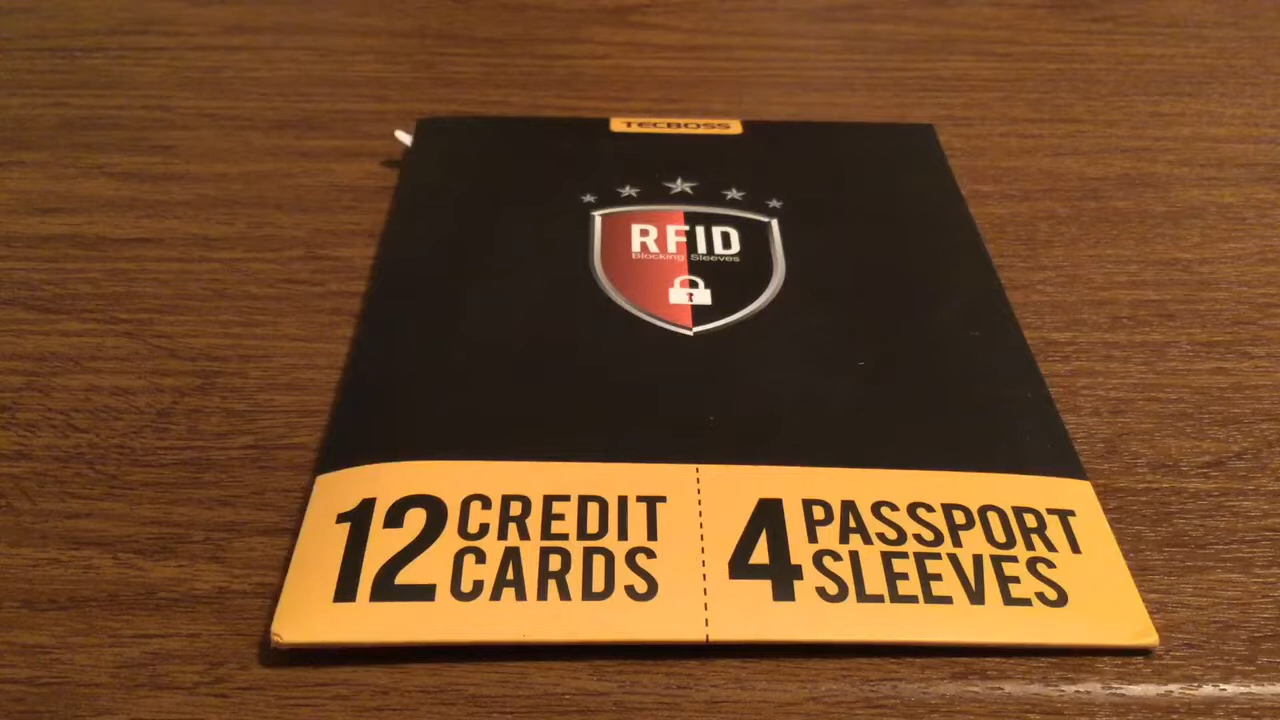 TECBOSS
RFID
Blocking Sleeves
12 CREDIT CARDS
4 PASSPORT SLEEVES